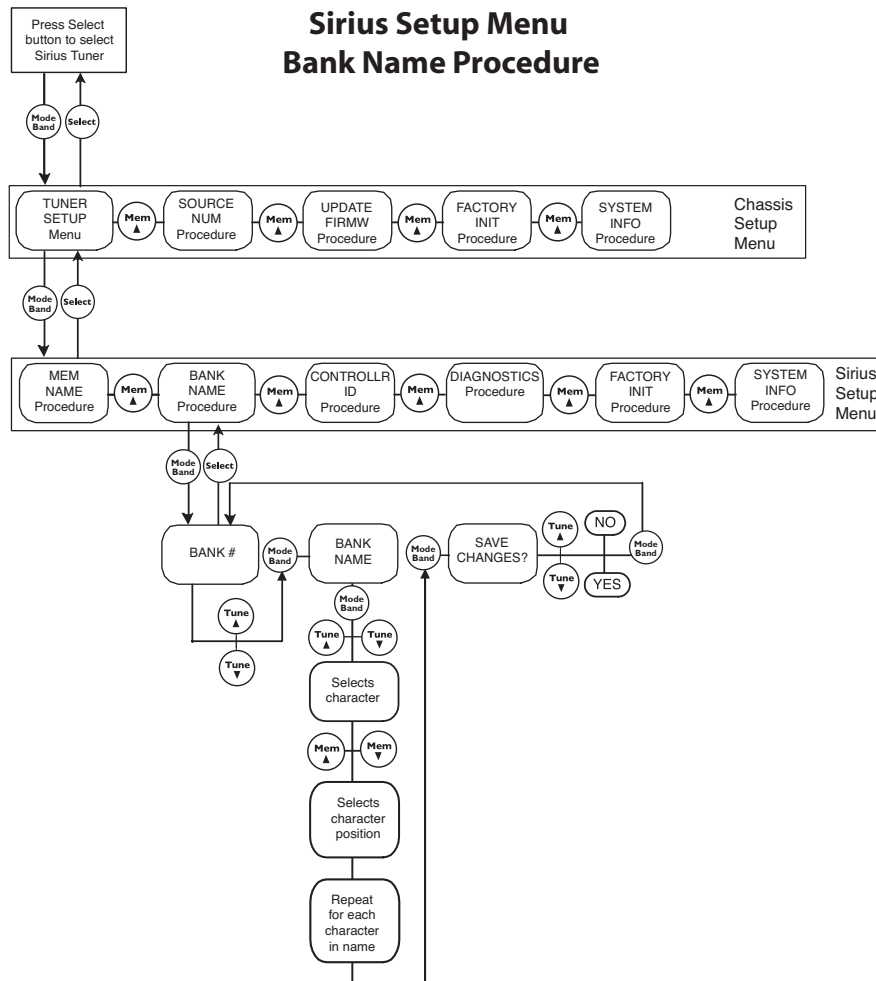 Sirius Setup Menu
Bank Name Procedure
Press Select
button to select
Sirius Tuner
Mode
Band
Select
TUNER
SETUP
Menu
Mem
▲
SOURCE
NUM
Procedure
Mem
▲
UPDATE
FIRMW
Procedure
Mem
▲
FACTORY
INIT
Procedure
Mem
▲
SYSTEM
INFO
Procedure
Chassis
Setup
Menu
Mode
Band
Select
MEM
NAME
Procedure
Mem
▲
BANK
NAME
Procedure
Mem
▲
CONTROLLR
ID
Procedure
Mem
▲
DIAGNOSTICS
Procedure
Mem
▲
FACTORY
INIT
Procedure
Mem
▲
SYSTEM
INFO
Procedure
Sirius
Setup
Menu
Mode
Band
Select
BANK #
Tune
▲
Tune
▼
Mode
Band
BANK
NAME
Mode
Band
Tune
▲
Tune
▼
Selects
character
Mem
▲
Mem
▼
Selects
character
position
Repeat
for each
character
in name
Mode
Band
SAVE
CHANGES?
Tune
▲
Tune
▼
NO
YES
Mode
Band